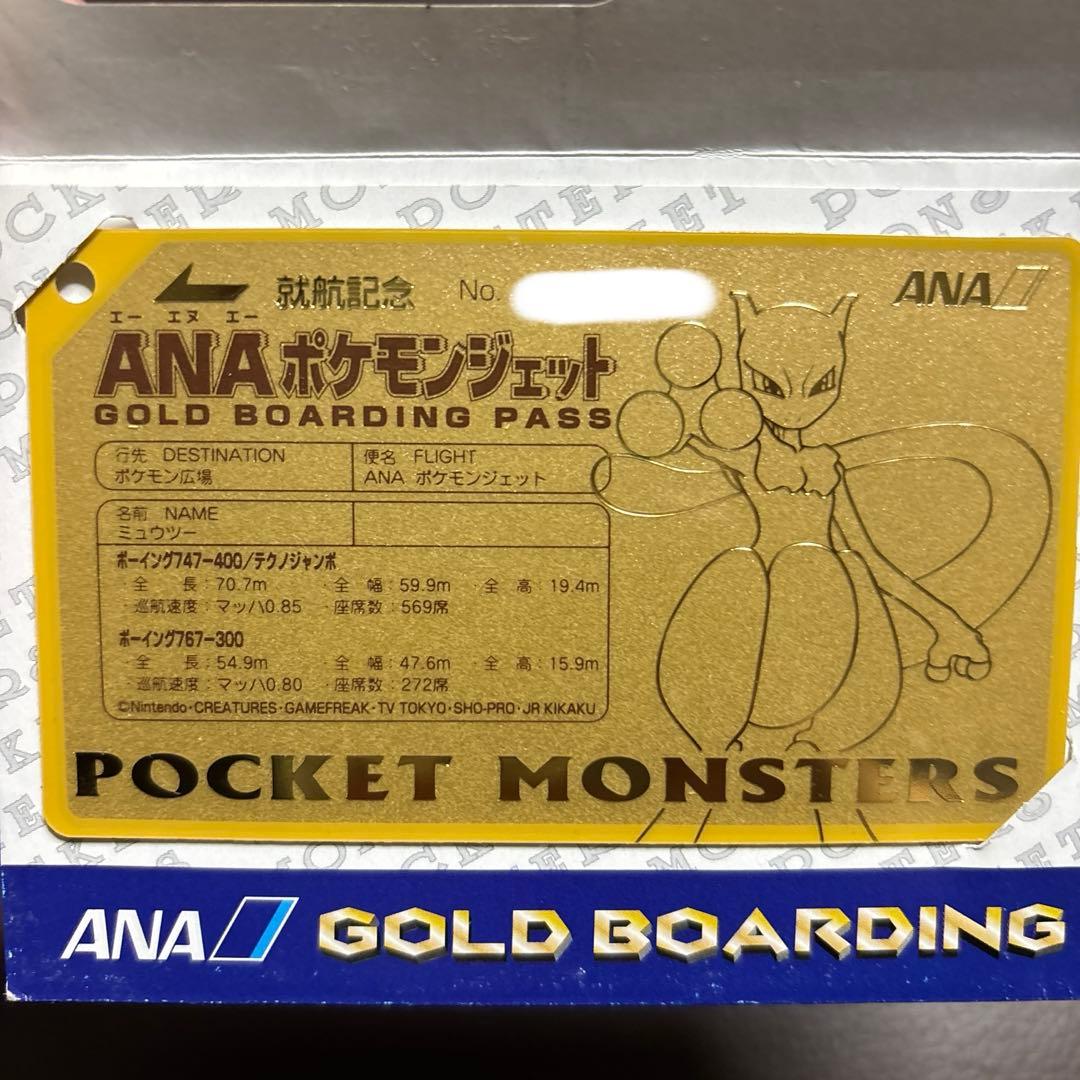 就航記念 No. ANA
エー エヌ エー
ANAポケモンジェット
GOLD BOARDING PASS
行先 DESTINATION
ポケモン広場
便名 FLIGHT
ANA ポケモンジェット
名前 NAME
ミュウツー
ボーイング747-400/テクノジャンボ
・全 長：70.7m ・全 幅：59.9m ・全 高：19.4m
・巡航速度：マッハ0.85 ・座席数：569席
ボーイング767-300
・全 長：54.9m ・全 幅：47.6m ・全 高：15.9m
・巡航速度：マッハ0.80 ・座席数：272席
©Nintendo・CREATURES・GAMEFREAK・TV TOKYO・SHO-PRO・JR KIKAKU
POCKET MONSTERS
ANA GOLD BOARDING